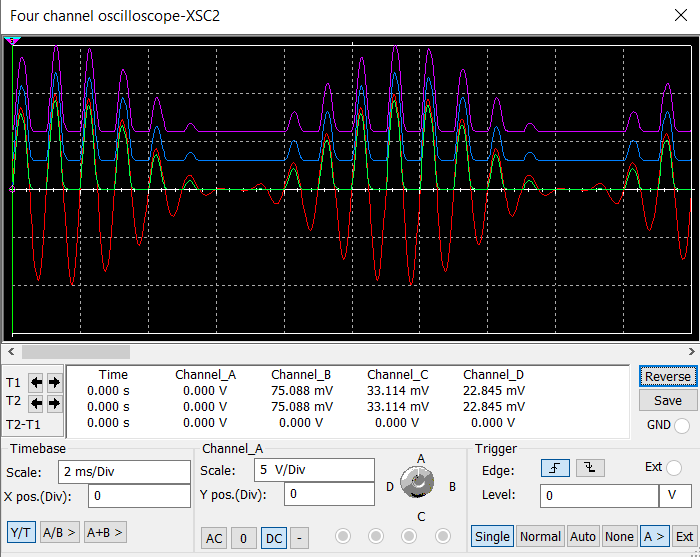 Four channel oscilloscope-XSC2
T1
T2
T2-T1
Time Channel_A Channel_B Channel_C Channel_D
0.000 s 0.000 V 75.088 mV 33.114 mV 22.845 mV
0.000 s 0.000 V 75.088 mV 33.114 mV 22.845 mV
0.000 s 0.000 V 0.000 V 0.000 V 0.000 V
Reverse
Save
GND
Timebase
Scale: 2 ms/Div
X pos.(Div): 0
Y/T A/B > A+B >
Channel_A
Scale: 5 V/Div
Y pos.(Div): 0
AC 0 DC -
A
D B
C
Trigger
Edge: Ext
Level: 0 V
Single Normal Auto None A > Ext